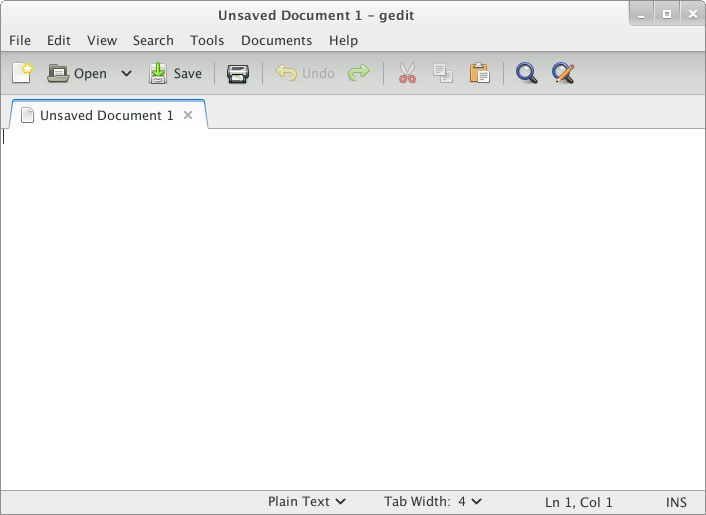 Unsaved Document 1 – gedit
File Edit View Search Tools Documents Help
Open Save Undo
Unsaved Document 1
Plain Text Tab Width: 4 Ln 1, Col 1 INS